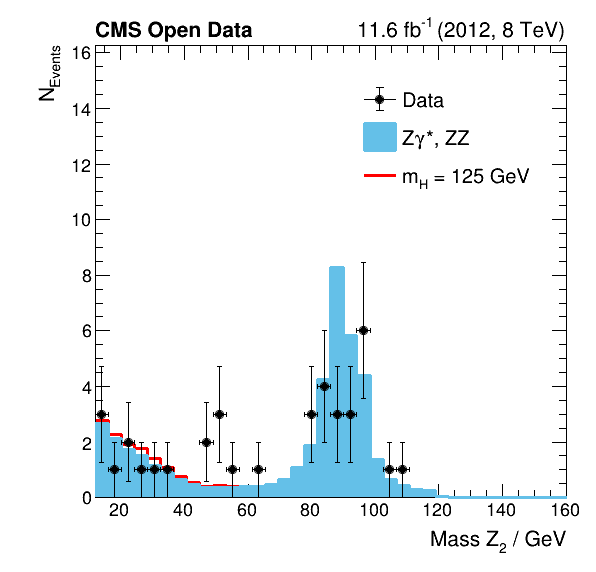 CMS Open Data 11.6 fb⁻¹ (2012, 8 TeV)
N_Events
16
14
12
10
8
6
4
2
0
Data
Zγ*, ZZ
m_H = 125 GeV
20 40 60 80 100 120 140 160
Mass Z₂ / GeV